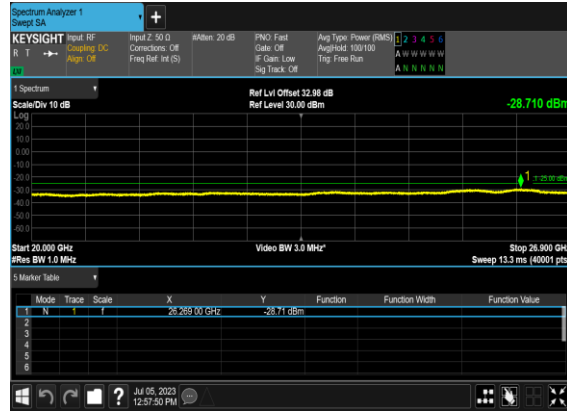 Spectrum Analyzer 1
Swept SA
+
KEYSIGHT
R T
Input: RF
Coupling: DC
Align: Off
Input Z: 50 Ω
Corrections: Off
Freq Ref: Int (S)
#Atten: 20 dB
PNO: Fast
Gate: Off
IF Gain: Low
Sig Track: Off
Avg Type: Power (RMS)
Avg|Hold: 100/100
Trig: Free Run
1 2 3 4 5 6
A W W W W W
A N N N N N
1 Spectrum
Scale/Div 10 dB
Ref Lvl Offset 32.98 dB
Ref Level 30.00 dBm
-28.710 dBm
Log
20.0
10.0
0.00
-10.0
-20.0
-30.0
-40.0
-50.0
-60.0
1
Start 20.000 GHz
#Res BW 1.0 MHz
Video BW 3.0 MHz*
Stop 26.900 GHz
Sweep 13.3 ms (40001 pts)
5 Marker Table
Mode Trace Scale X Y Function Function Width Function Value
1 N 1 f 26.269 00 GHz -28.71 dBm
2
3
4
5
6
?
Jul 05, 2023
12:57:50 PM